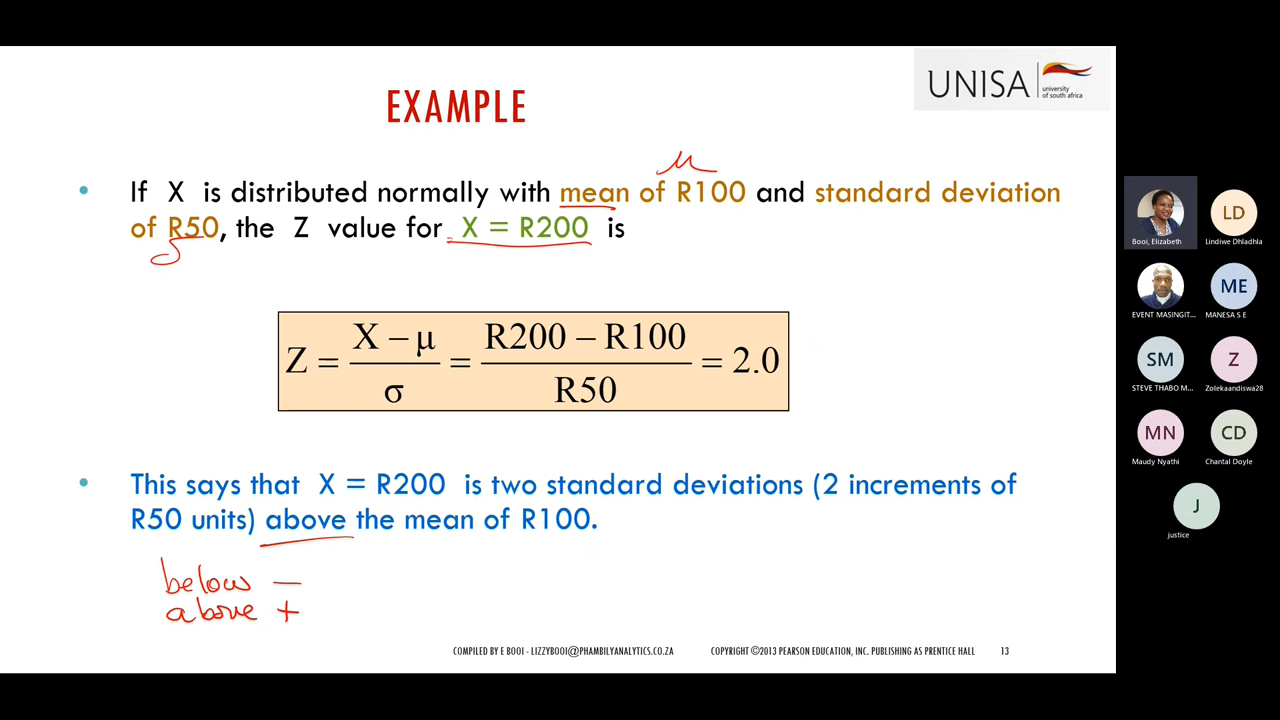 UNISA
university
of south africa
EXAMPLE
μ
• If X is distributed normally with mean of R100 and standard deviation
of R50, the Z value for X = R200 is
σ
Z = (X − μ)/σ = (R200 − R100)/R50 = 2.0
• This says that X = R200 is two standard deviations (2 increments of
R50 units) above the mean of R100.
below −
above +
COMPILED BY E BOOI - LIZZYBOOI@PHAMBILYANALYTICS.CO.ZA COPYRIGHT ©2013 PEARSON EDUCATION, INC. PUBLISHING AS PRENTICE HALL 13
Booi, Elizabeth
LD
Lindiwe Dhladhla
EVENT MASINGIT...
ME
MANESA S E
SM
STEVE THABO M...
Z
Zolekaandiswa28
MN
Maudy Nyathi
CD
Chantal Doyle
J
justice